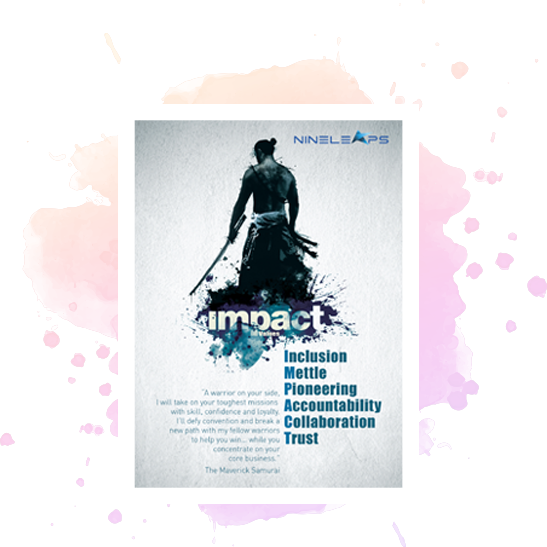 NINELEAPS
impact
Inclusion
Mettle
Pioneering
Accountability
Collaboration
Trust
"A warrior on your side,
I will take on your toughest missions
with skill, confidence and loyalty.
I'll defy convention and break a
new path with my fellow warriors
to help you win... while you
concentrate on your
core business."
The Maverick Samurai